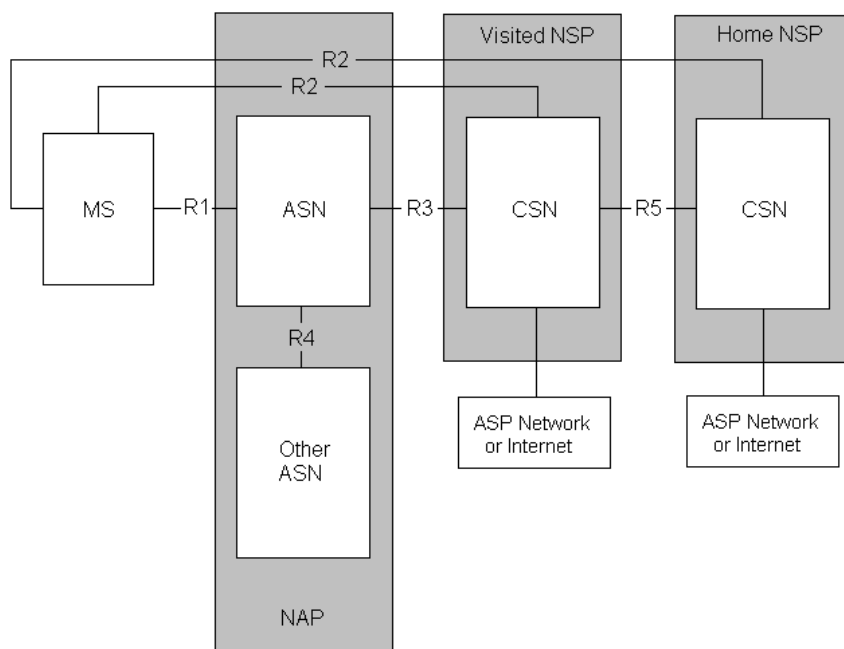 Visited NSP
Home NSP
R2
R2
MS
R1
ASN
R3
CSN
R5
CSN
R4
Other
ASN
ASP Network
or Internet
ASP Network
or Internet
NAP